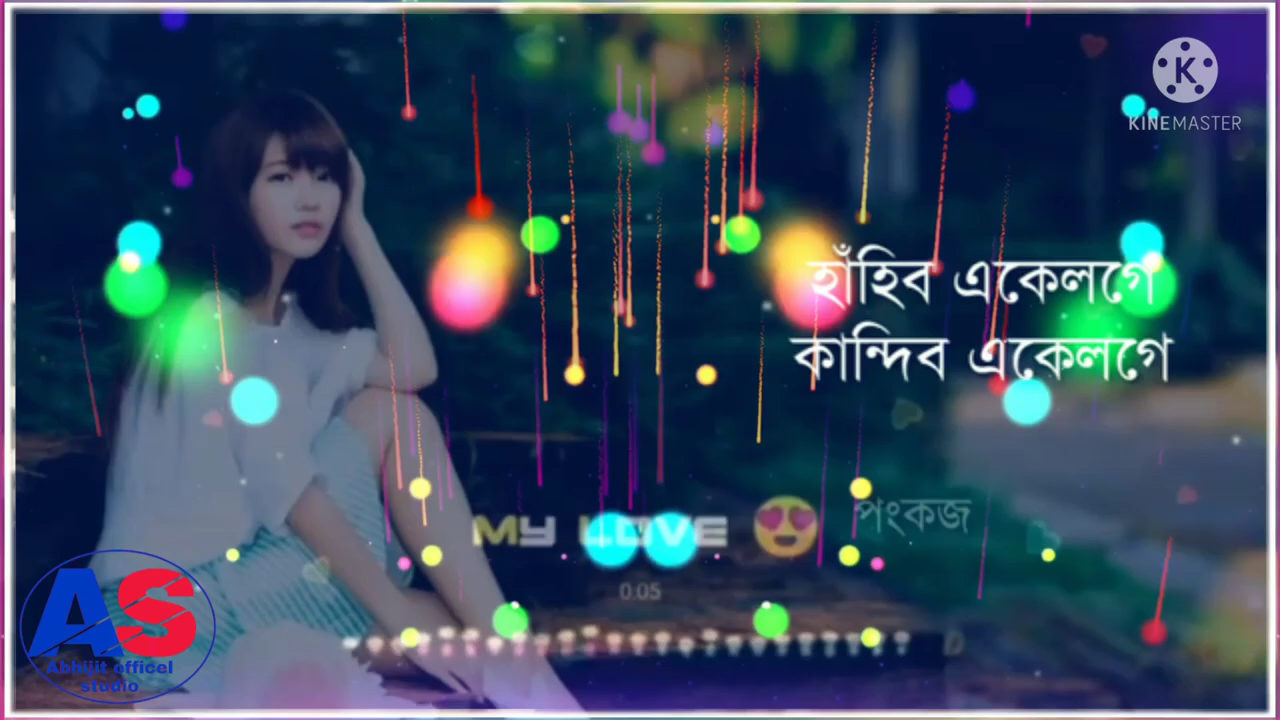 K
KINEMASTER
হাঁহিব একেলগে
কান্দিব একেলগে
পংকজ
MY LOVE
0:05
AS
Abhijit officel
studio